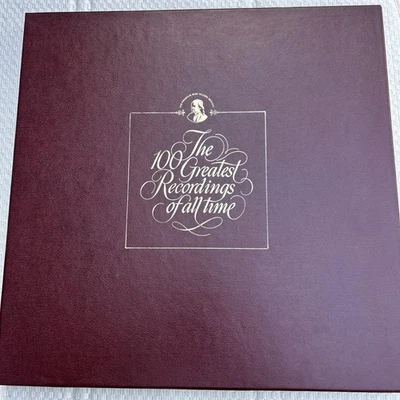 The
100 Greatest
Recordings
of all time